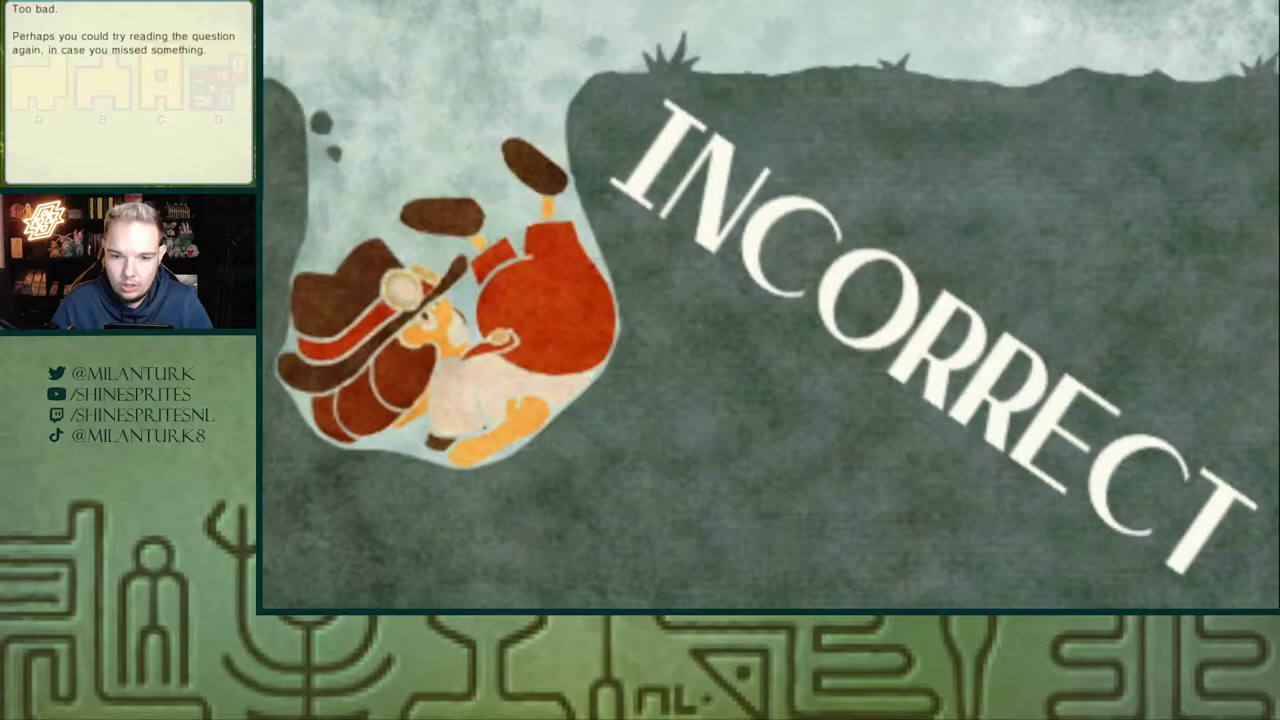 Too bad.
Perhaps you could try reading the question
again, in case you missed something.
A B C D
INCORRECT
@MILANTURK
/SHINESPRITES
/SHINESPRITESNL
@MILANTURK8